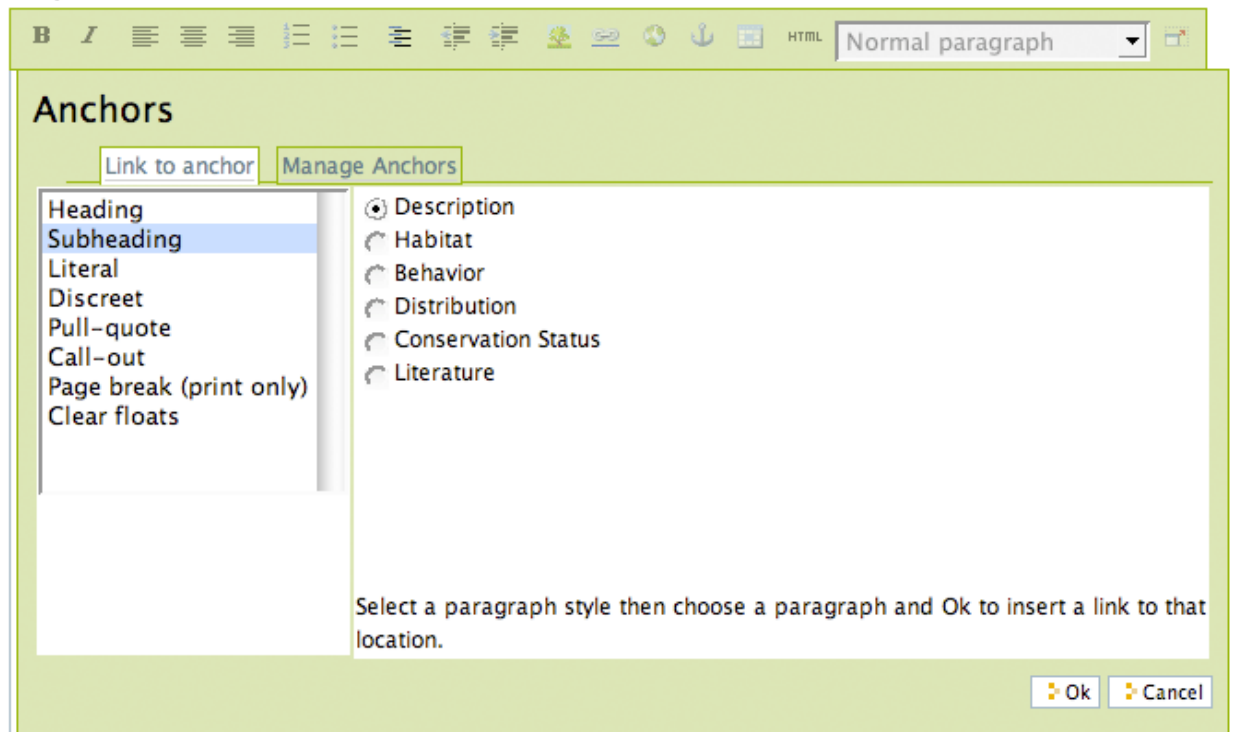 B I HTML Normal paragraph
Anchors
Link to anchor Manage Anchors
Heading
Subheading
Literal
Discreet
Pull-quote
Call-out
Page break (print only)
Clear floats
Description
Habitat
Behavior
Distribution
Conservation Status
Literature
Select a paragraph style then choose a paragraph and Ok to insert a link to that
location.
Ok Cancel